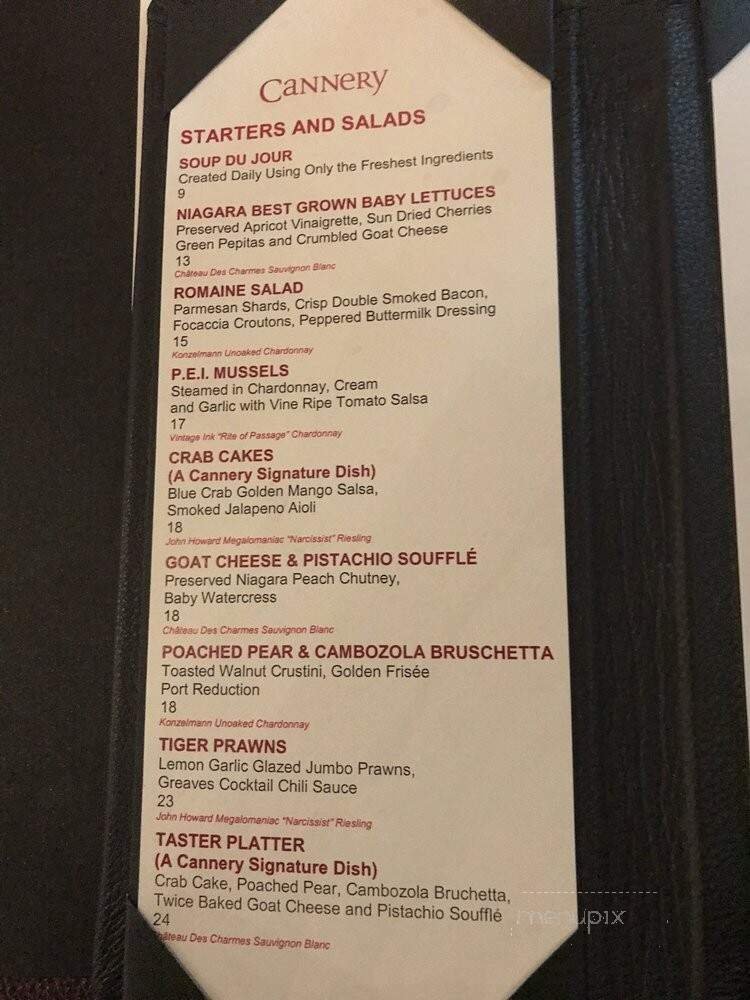 Cannery
STARTERS AND SALADS
SOUP DU JOUR
Created Daily Using Only the Freshest Ingredients
9
NIAGARA BEST GROWN BABY LETTUCES
Preserved Apricot Vinaigrette, Sun Dried Cherries
Green Pepitas and Crumbled Goat Cheese
13
Château Des Charmes Sauvignon Blanc
ROMAINE SALAD
Parmesan Shards, Crisp Double Smoked Bacon,
Focaccia Croutons, Peppered Buttermilk Dressing
15
Konzelmann Unoaked Chardonnay
P.E.I. MUSSELS
Steamed in Chardonnay, Cream
and Garlic with Vine Ripe Tomato Salsa
17
Vintage Ink "Rite of Passage" Chardonnay
CRAB CAKES
(A Cannery Signature Dish)
Blue Crab Golden Mango Salsa,
Smoked Jalapeno Aioli
18
John Howard Megalomaniac "Narcissist" Riesling
GOAT CHEESE & PISTACHIO SOUFFLÉ
Preserved Niagara Peach Chutney,
Baby Watercress
18
Château Des Charmes Sauvignon Blanc
POACHED PEAR & CAMBOZOLA BRUSCHETTA
Toasted Walnut Crustini, Golden Frisée
Port Reduction
18
Konzelmann Unoaked Chardonnay
TIGER PRAWNS
Lemon Garlic Glazed Jumbo Prawns,
Greaves Cocktail Chili Sauce
23
John Howard Megalomaniac "Narcissist" Riesling
TASTER PLATTER
(A Cannery Signature Dish)
Crab Cake, Poached Pear, Cambozola Bruchetta,
Twice Baked Goat Cheese and Pistachio Soufflé
24
Château Des Charmes Sauvignon Blanc
menupix